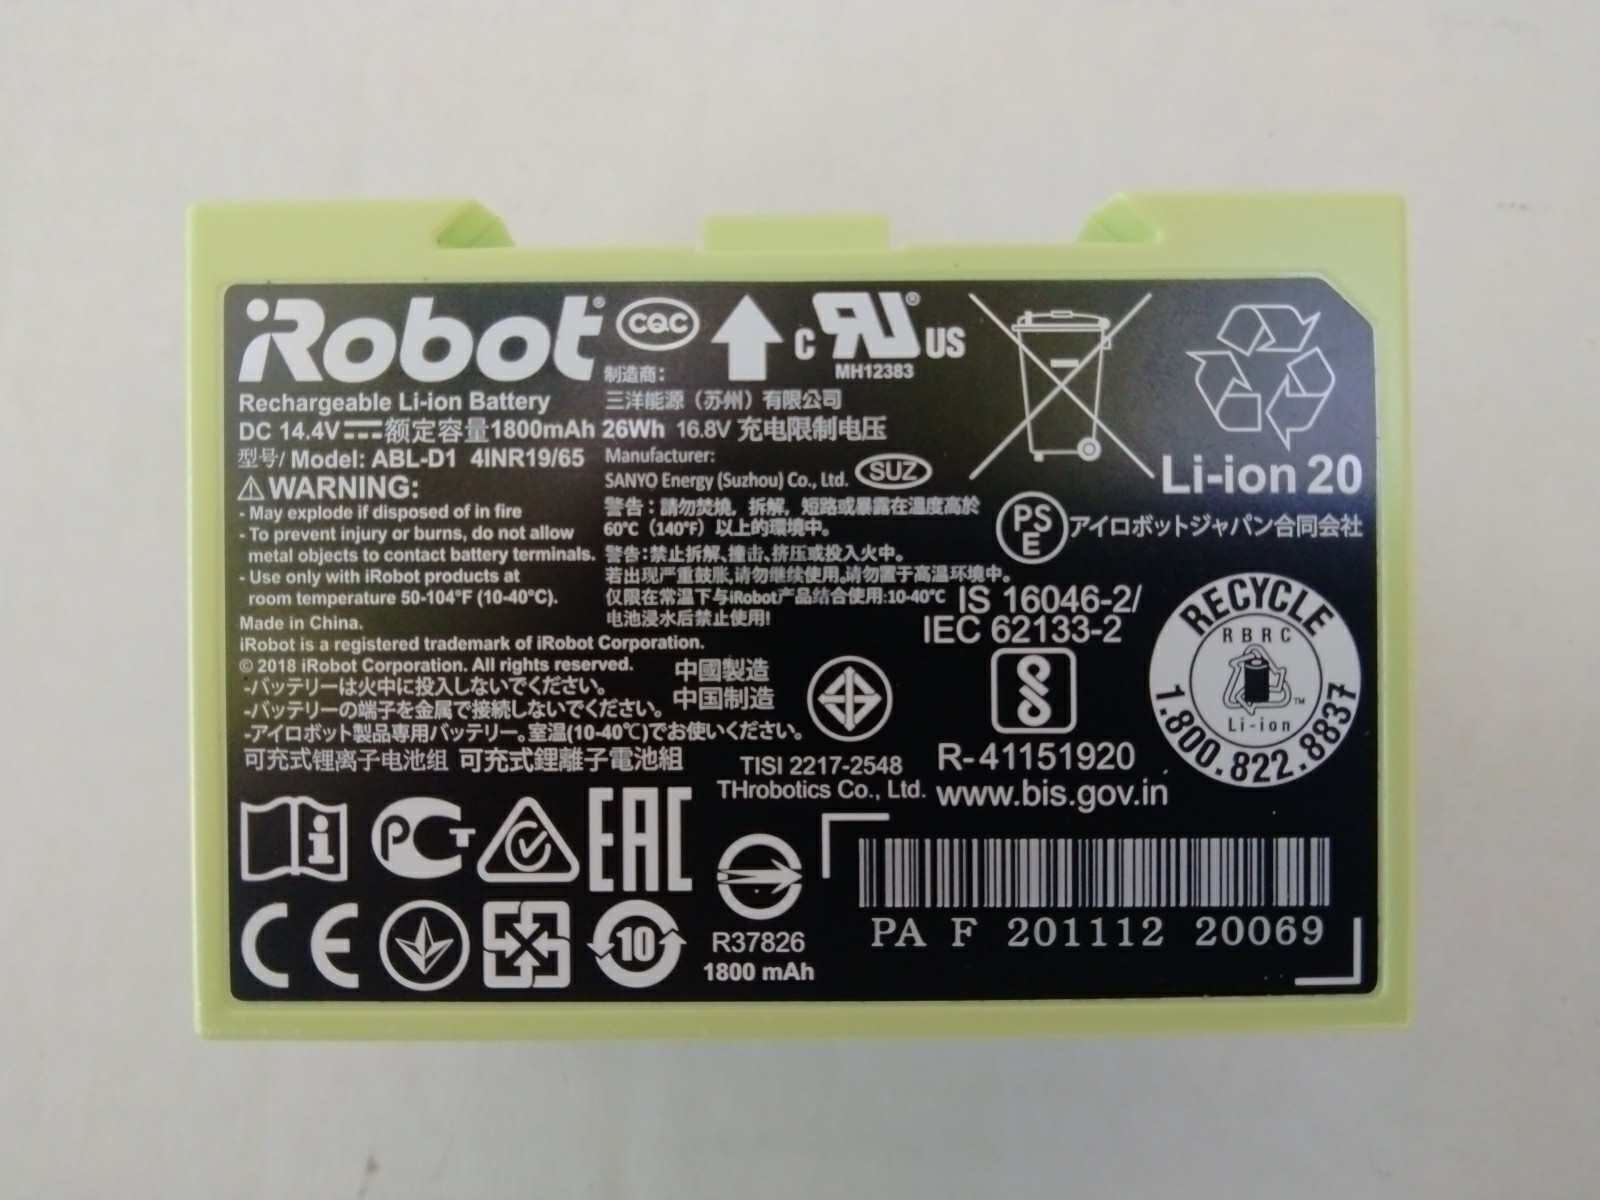 iRobot®
Rechargeable Li-ion Battery
DC 14.4V 额定容量1800mAh 26Wh 16.8V 充电限制电压
型号/ Model: ABL-D1 4INR19/65
WARNING:
- May explode if disposed of in fire
- To prevent injury or burns, do not allow
metal objects to contact battery terminals.
- Use only with iRobot products at
room temperature 50-104°F (10-40°C).
Made in China.
iRobot is a registered trademark of iRobot Corporation.
© 2018 iRobot Corporation. All rights reserved.
-バッテリーは火中に投入しないでください。
-バッテリーの端子を金属で接続しないでください。
-アイロボット製品専用バッテリー。室温(10-40℃)でお使いください。
可充式锂离子电池组 可充式鋰離子電池組
CQC
制造商:
三洋能源（苏州）有限公司
Manufacturer:
SANYO Energy (Suzhou) Co., Ltd. SUZ
警告：請勿焚燒，拆解，短路或暴露在溫度高於
60℃（140℉）以上的環境中。
警告:禁止拆解、撞击、挤压或投入火中。
若出现严重鼓胀,请勿继续使用,请勿置于高温环境中。
仅限在常温下与iRobot产品结合使用:10-40℃
电池浸水后禁止使用!
中國製造
中国制造
c RU® US
MH12383
Li-ion 20
PS
E
アイロボットジャパン合同会社
IS 16046-2/
IEC 62133-2
R-41151920
www.bis.gov.in
TISI 2217-2548
THrobotics Co., Ltd.
RECYCLE
RBRC
Li-ion
TM
1.800.822.8837
i
PCT
EAC
CE
10
R37826
1800 mAh
PA F 201112 20069